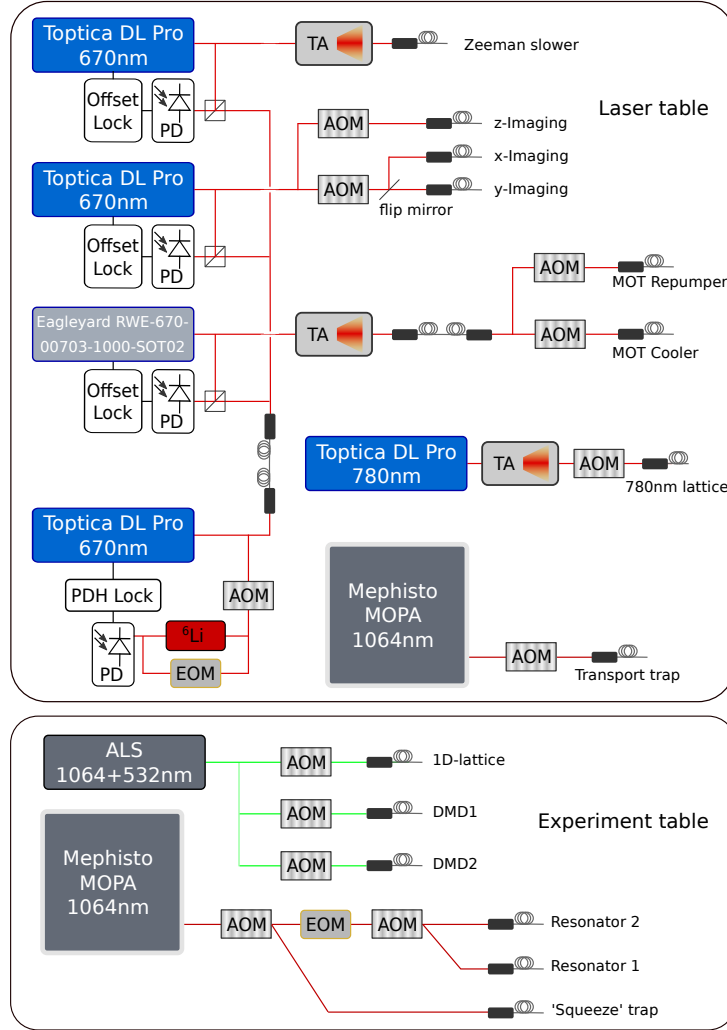 Toptica DL Pro
670nm
TA
Zeeman slower
Offset
Lock
PD
Laser table
AOM
z-Imaging
x-Imaging
Toptica DL Pro
670nm
AOM
y-Imaging
flip mirror
Offset
Lock
PD
AOM
MOT Repumper
Eagleyard RWE-670-
00703-1000-SOT02
TA
AOM
MOT Cooler
Offset
Lock
PD
Toptica DL Pro
780nm
TA
AOM
780nm lattice
Toptica DL Pro
670nm
PDH Lock
AOM
Mephisto
MOPA
1064nm
⁶Li
PD
EOM
AOM
Transport trap
ALS
1064+532nm
AOM
1D-lattice
AOM
DMD1
Experiment table
AOM
DMD2
Mephisto
MOPA
1064nm
AOM
EOM
AOM
Resonator 2
Resonator 1
'Squeeze' trap